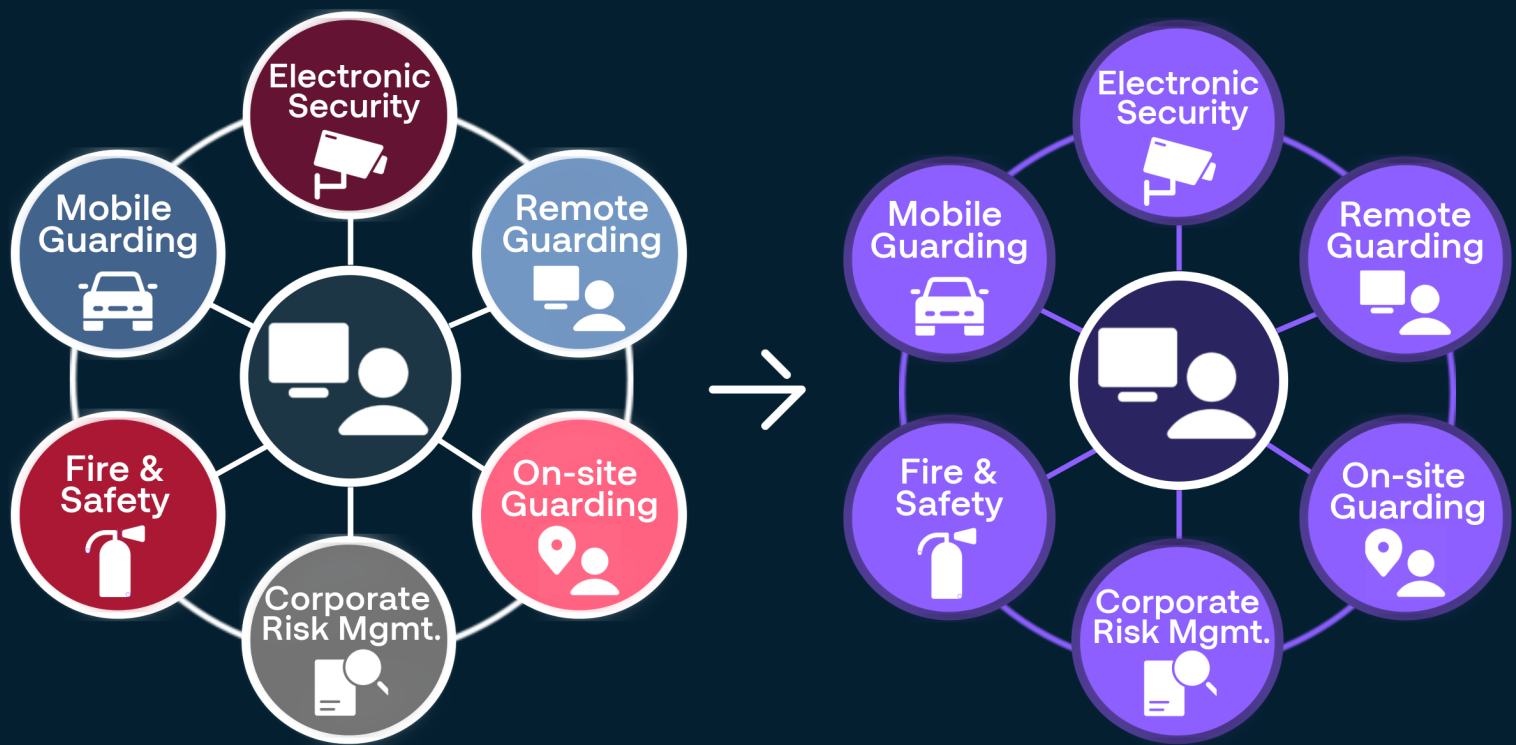 Electronic
Security
Mobile
Guarding
Remote
Guarding
Fire &
Safety
On-site
Guarding
Corporate
Risk Mgmt.
Electronic
Security
Mobile
Guarding
Remote
Guarding
Fire &
Safety
On-site
Guarding
Corporate
Risk Mgmt.